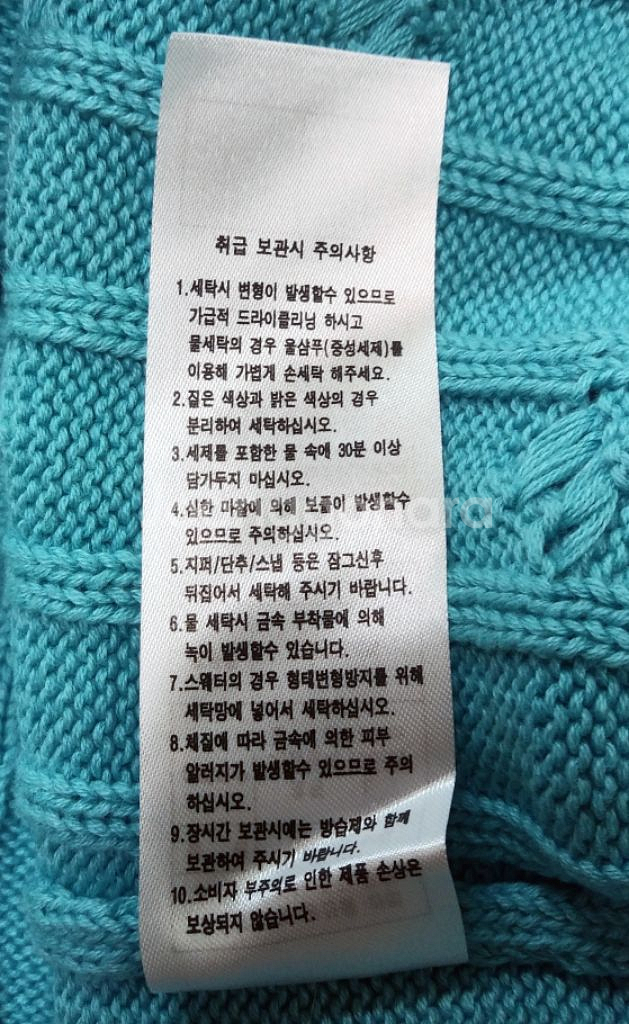 취급 보관시 주의사항
1.세탁시 변형이 발생할수 있으므로
가급적 드라이클리닝 하시고
물세탁의 경우 울샴푸(중성세제)를
이용해 가볍게 손세탁 해주세요.
2.짙은 색상과 밝은 색상의 경우
분리하여 세탁하십시오.
3.세제를 포함한 물 속에 30분 이상
담가두지 마십시오.
4.심한 마찰에 의해 보풀이 발생할수
있으므로 주의하십시오.
5.지퍼/단추/스냅 등은 잠그신후
뒤집어서 세탁해 주시기 바랍니다.
6.물 세탁시 금속 부착물에 의해
녹이 발생할수 있습니다.
7.스웨터의 경우 형태변형방지를 위해
세탁망에 넣어서 세탁하십시오.
8.체질에 따라 금속에 의한 피부
알러지가 발생할수 있으므로 주의
하십시오.
9.장시간 보관시에는 방습제와 함께
보관하여 주시기 바랍니다.
10.소비자 부주의로 인한 제품 손상은
보상되지 않습니다.